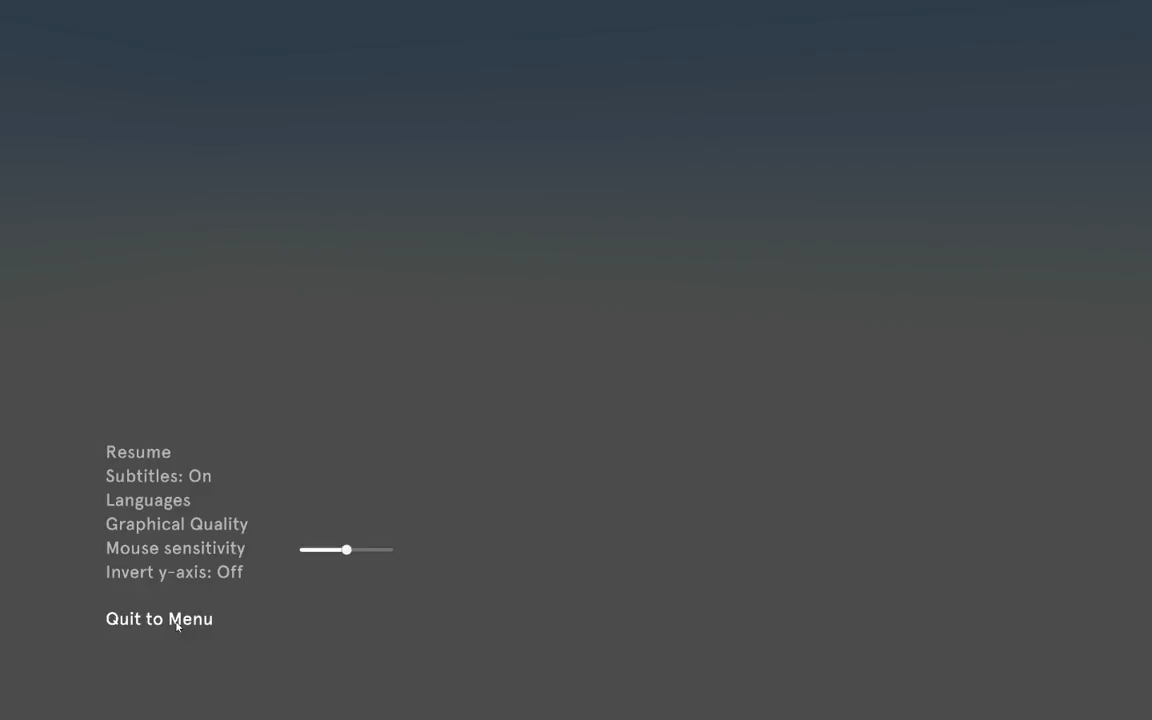 Resume
Subtitles: On
Languages
Graphical Quality
Mouse sensitivity
Invert y-axis: Off
Quit to Menu